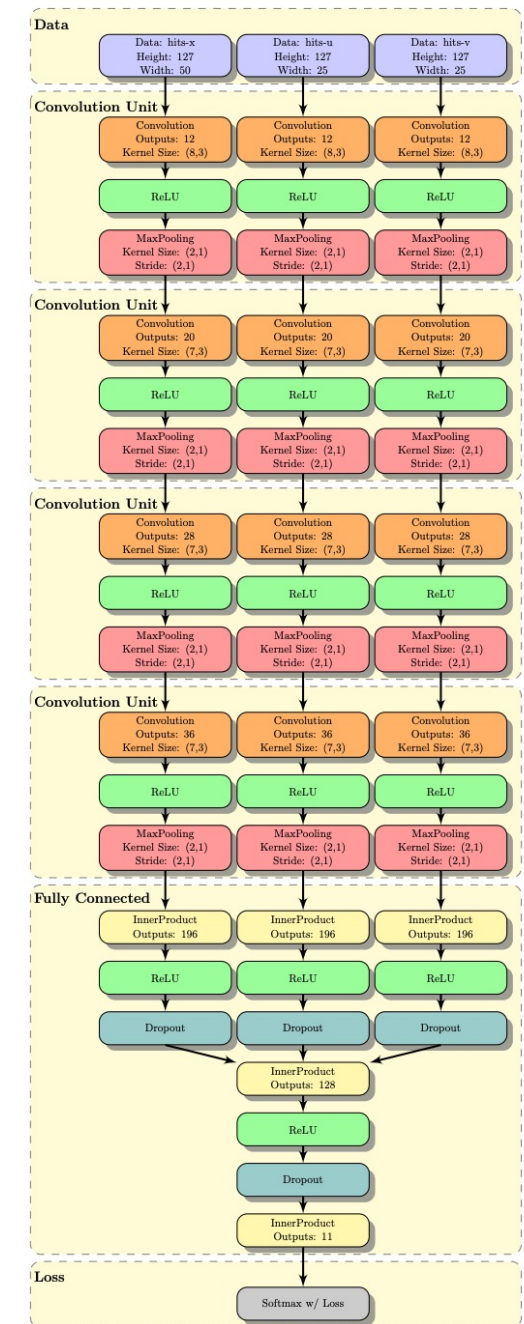 Data
Data: hits-x
Height: 127
Width: 50
Data: hits-u
Height: 127
Width: 25
Data: hits-v
Height: 127
Width: 25
Convolution Unit
Convolution
Outputs: 12
Kernel Size: (8,3)
Convolution
Outputs: 12
Kernel Size: (8,3)
Convolution
Outputs: 12
Kernel Size: (8,3)
ReLU
ReLU
ReLU
MaxPooling
Kernel Size: (2,1)
Stride: (2,1)
MaxPooling
Kernel Size: (2,1)
Stride: (2,1)
MaxPooling
Kernel Size: (2,1)
Stride: (2,1)
Convolution Unit
Convolution
Outputs: 20
Kernel Size: (7,3)
Convolution
Outputs: 20
Kernel Size: (7,3)
Convolution
Outputs: 20
Kernel Size: (7,3)
ReLU
ReLU
ReLU
MaxPooling
Kernel Size: (2,1)
Stride: (2,1)
MaxPooling
Kernel Size: (2,1)
Stride: (2,1)
MaxPooling
Kernel Size: (2,1)
Stride: (2,1)
Convolution Unit
Convolution
Outputs: 28
Kernel Size: (7,3)
Convolution
Outputs: 28
Kernel Size: (7,3)
Convolution
Outputs: 28
Kernel Size: (7,3)
ReLU
ReLU
ReLU
MaxPooling
Kernel Size: (2,1)
Stride: (2,1)
MaxPooling
Kernel Size: (2,1)
Stride: (2,1)
MaxPooling
Kernel Size: (2,1)
Stride: (2,1)
Convolution Unit
Convolution
Outputs: 36
Kernel Size: (7,3)
Convolution
Outputs: 36
Kernel Size: (7,3)
Convolution
Outputs: 36
Kernel Size: (7,3)
ReLU
ReLU
ReLU
MaxPooling
Kernel Size: (2,1)
Stride: (2,1)
MaxPooling
Kernel Size: (2,1)
Stride: (2,1)
MaxPooling
Kernel Size: (2,1)
Stride: (2,1)
Fully Connected
InnerProduct
Outputs: 196
InnerProduct
Outputs: 196
InnerProduct
Outputs: 196
ReLU
ReLU
ReLU
Dropout
Dropout
Dropout
InnerProduct
Outputs: 128
ReLU
Dropout
InnerProduct
Outputs: 11
Loss
Softmax w/ Loss